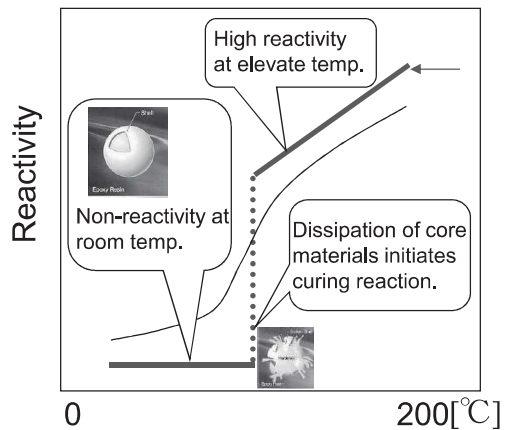 High reactivity
at elevate temp.
Shell
Epoxy Resin
Non-reactivity at
room temp.
Dissipation of core
materials initiates
curing reaction.
Reactivity
0
200[℃]